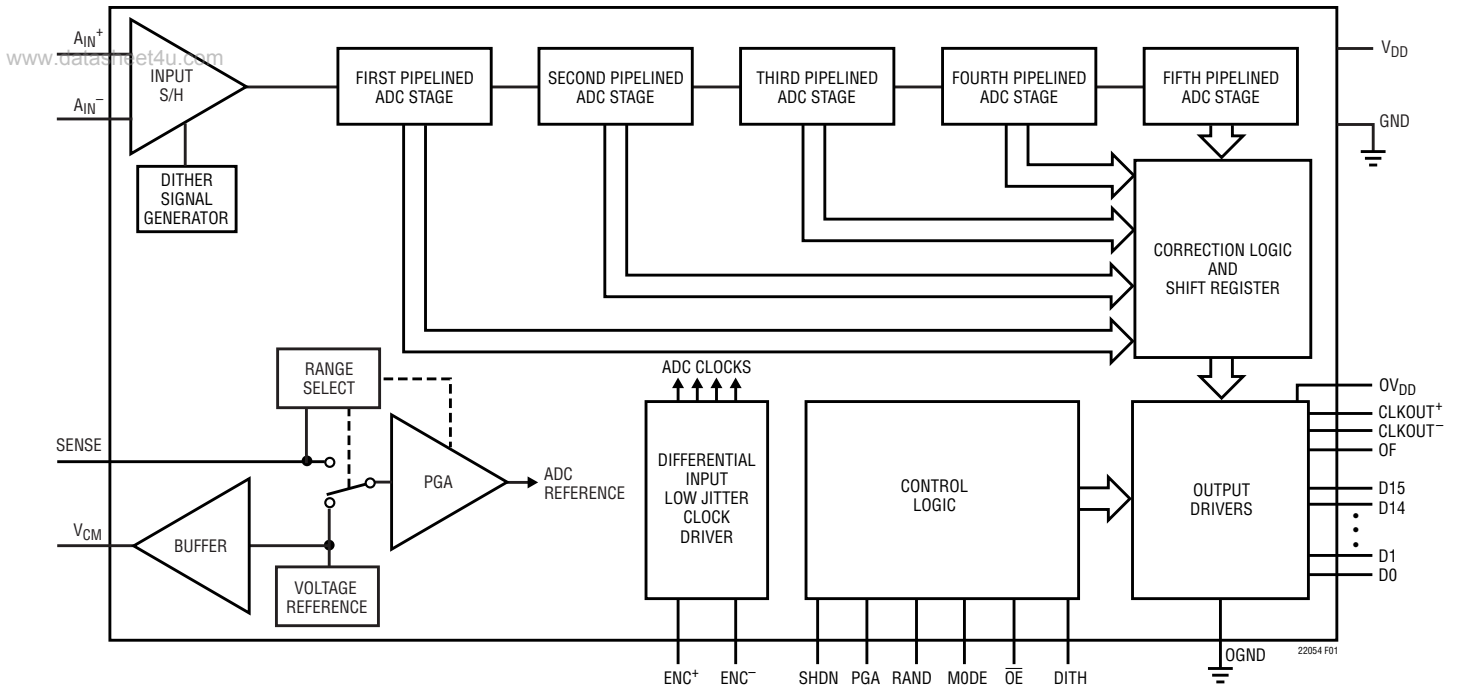 AIN+
www.datasheet4u.com
AIN−
INPUT
S/H
DITHER
SIGNAL
GENERATOR
FIRST PIPELINED
ADC STAGE
SECOND PIPELINED
ADC STAGE
THIRD PIPELINED
ADC STAGE
FOURTH PIPELINED
ADC STAGE
FIFTH PIPELINED
ADC STAGE
VDD
GND
CORRECTION LOGIC
AND
SHIFT REGISTER
RANGE
SELECT
SENSE
VCM
BUFFER
VOLTAGE
REFERENCE
PGA
ADC
REFERENCE
ADC CLOCKS
DIFFERENTIAL
INPUT
LOW JITTER
CLOCK
DRIVER
CONTROL
LOGIC
OUTPUT
DRIVERS
OVDD
CLKOUT+
CLKOUT−
OF
D15
D14
D1
D0
OGND
22054 F01
ENC+
ENC−
SHDN
PGA
RAND
MODE
OE
DITH